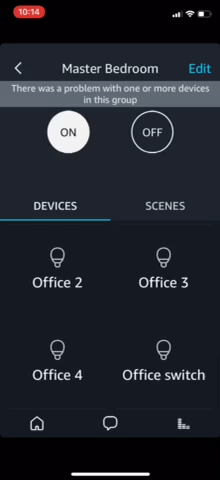 10:14
Master Bedroom Edit
There was a problem with one or more devices
in this group
ON OFF
DEVICES SCENES
Office 2 Office 3
Office 4 Office switch